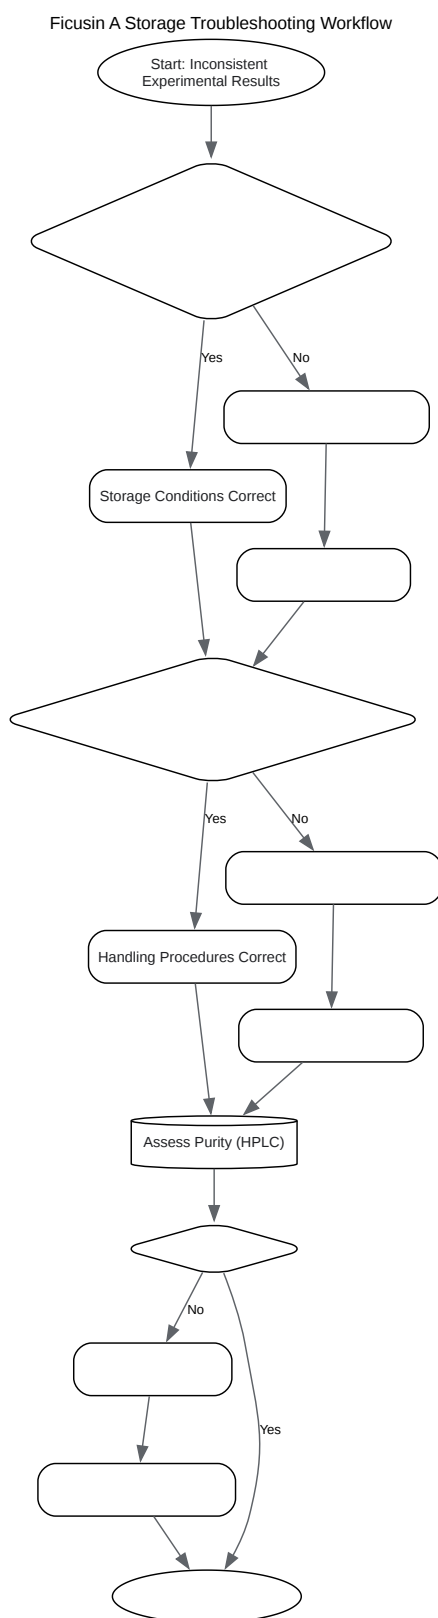 Ficusin A Storage Troubleshooting Workflow
Start: Inconsistent
Experimental Results
Yes
No
Storage Conditions Correct
Yes
No
Handling Procedures Correct
Assess Purity (HPLC)
No
Yes